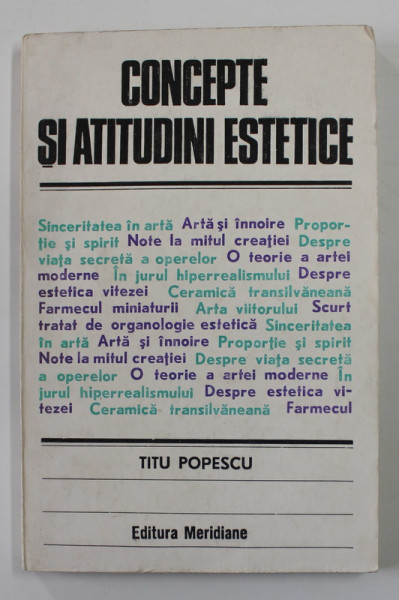 CONCEPTE
ȘI ATITUDINI ESTETICE
Sinceritatea în artă Artă și înnoire Propor-
ție și spirit Note la mitul creației Despre
viața secretă a operelor O teorie a artei
moderne În jurul hiperrealismului Despre
estetica vitezei Ceramică transilvăneană
Farmecul miniaturii Arta viitorului Scurt
tratat de organologie estetică Sinceritatea
în artă Artă și înnoire Proporție și spirit
Note la mitul creației Despre viața secretă
a operelor O teorie a artei moderne În
jurul hiperrealismului Despre estetica vi-
tezei Ceramică transilvăneană Farmecul
TITU POPESCU
Editura Meridiane